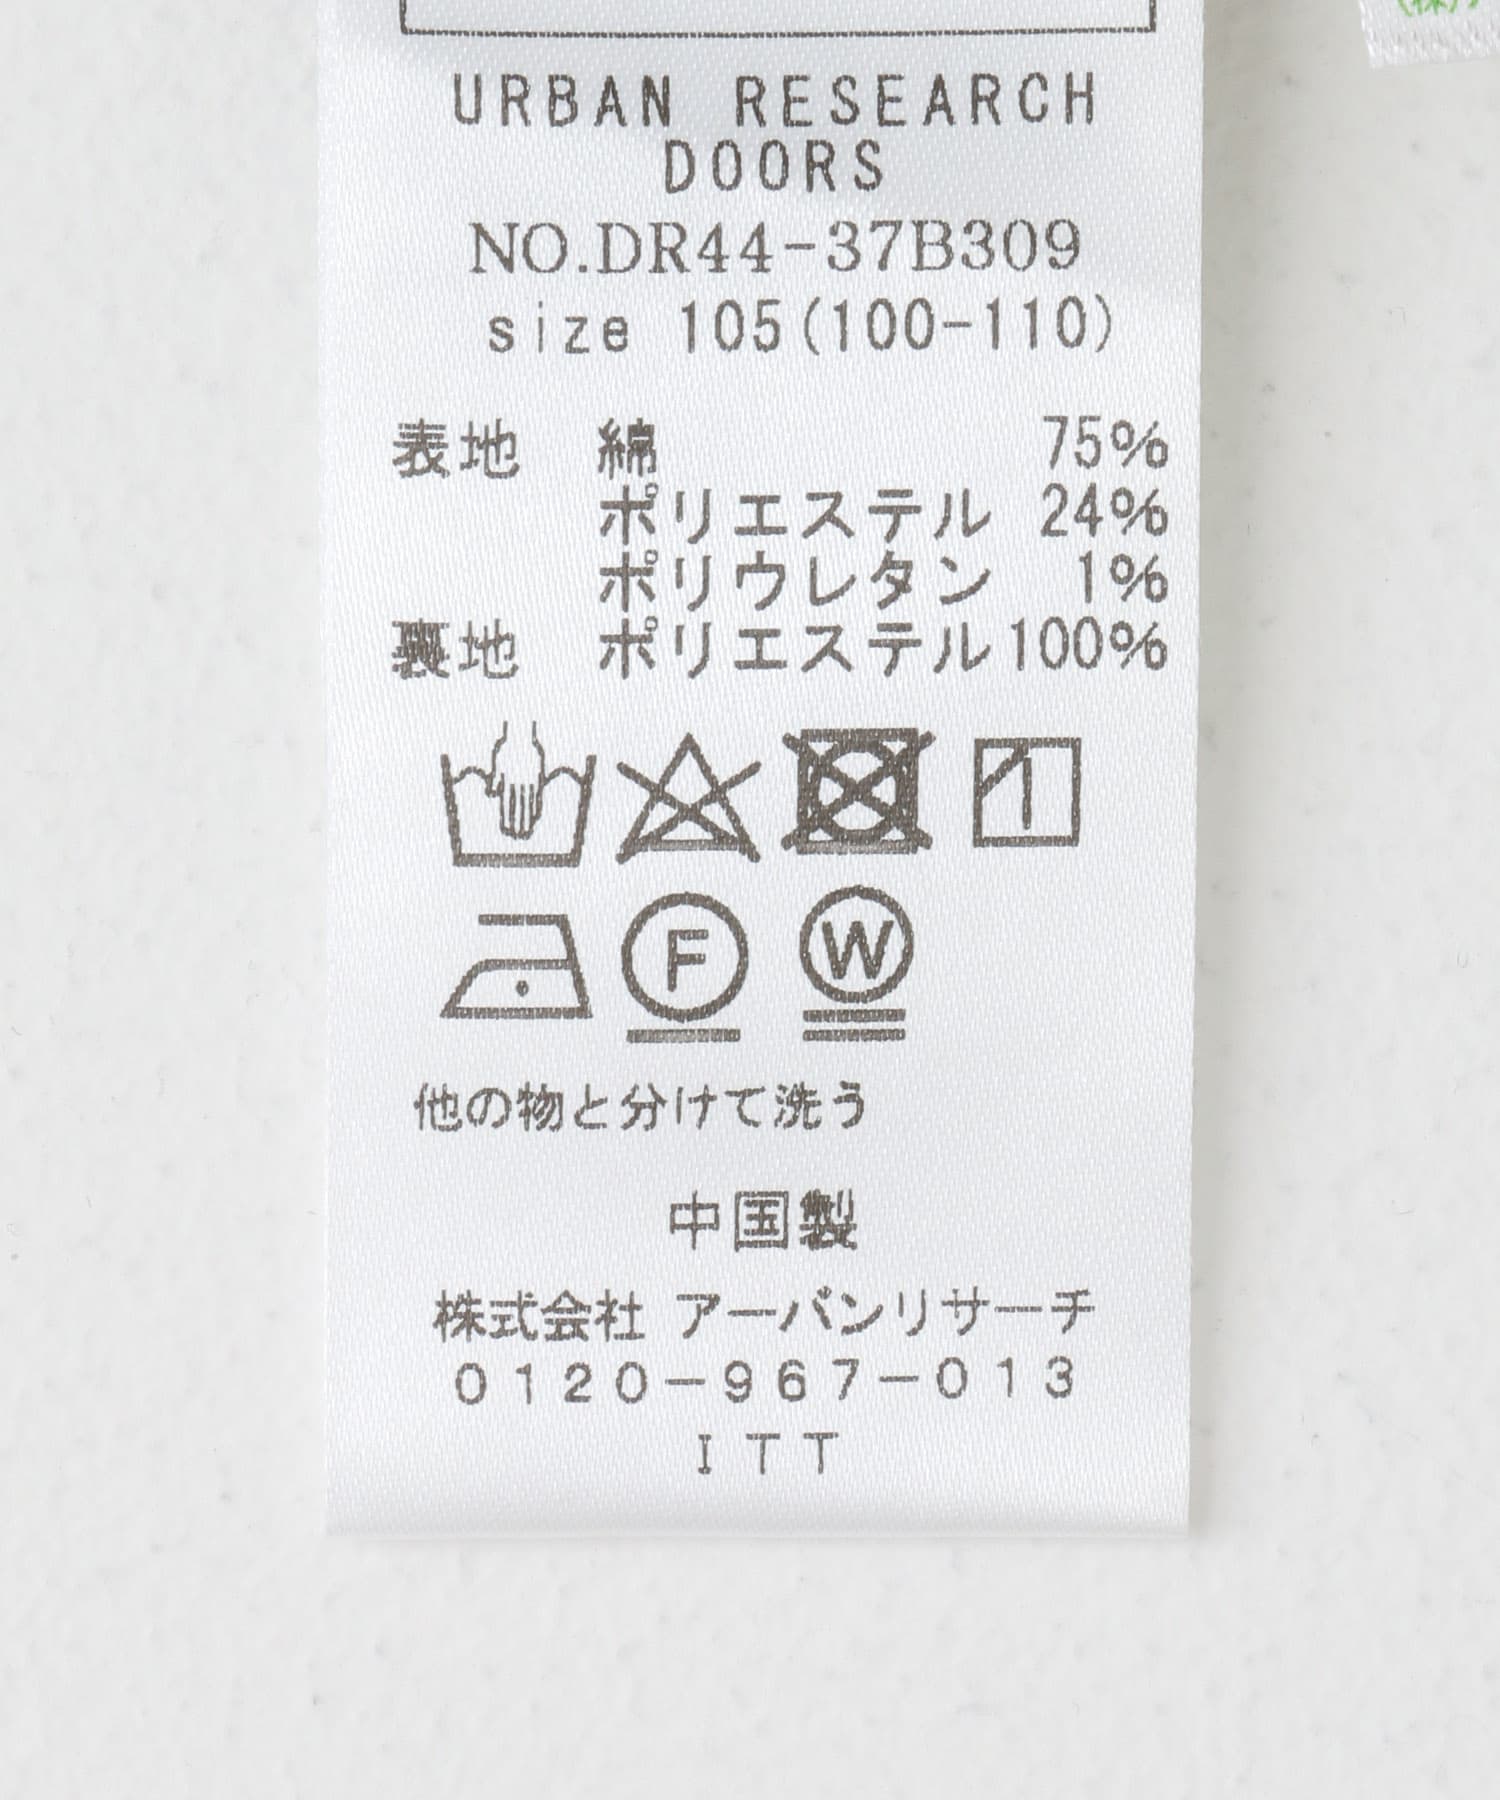 URBAN RESEARCH
DOORS
NO.DR44-37B309
size 105(100-110)
表地 綿 75%
ポリエステル 24%
ポリウレタン 1%
裏地 ポリエステル100%
F W
他の物と分けて洗う
中国製
株式会社 アーバンリサーチ
0120-967-013
ITT